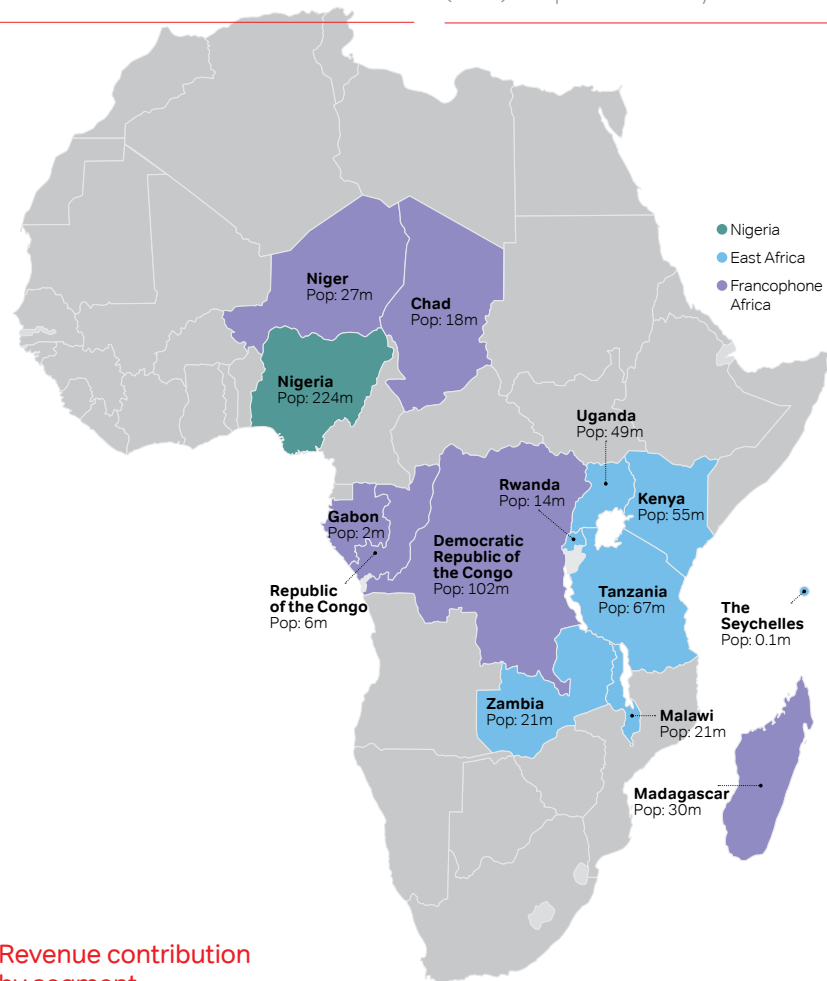 Nigeria
East Africa
Francophone
Africa
Niger
Pop: 27m
Chad
Pop: 18m
Nigeria
Pop: 224m
Uganda
Pop: 49m
Rwanda
Pop: 14m
Kenya
Pop: 55m
Gabon
Pop: 2m
Democratic
Republic of
the Congo
Pop: 102m
Republic
of the Congo
Pop: 6m
Tanzania
Pop: 67m
The
Seychelles
Pop: 0.1m
Zambia
Pop: 21m
Malawi
Pop: 21m
Madagascar
Pop: 30m
Revenue contribution
by segment